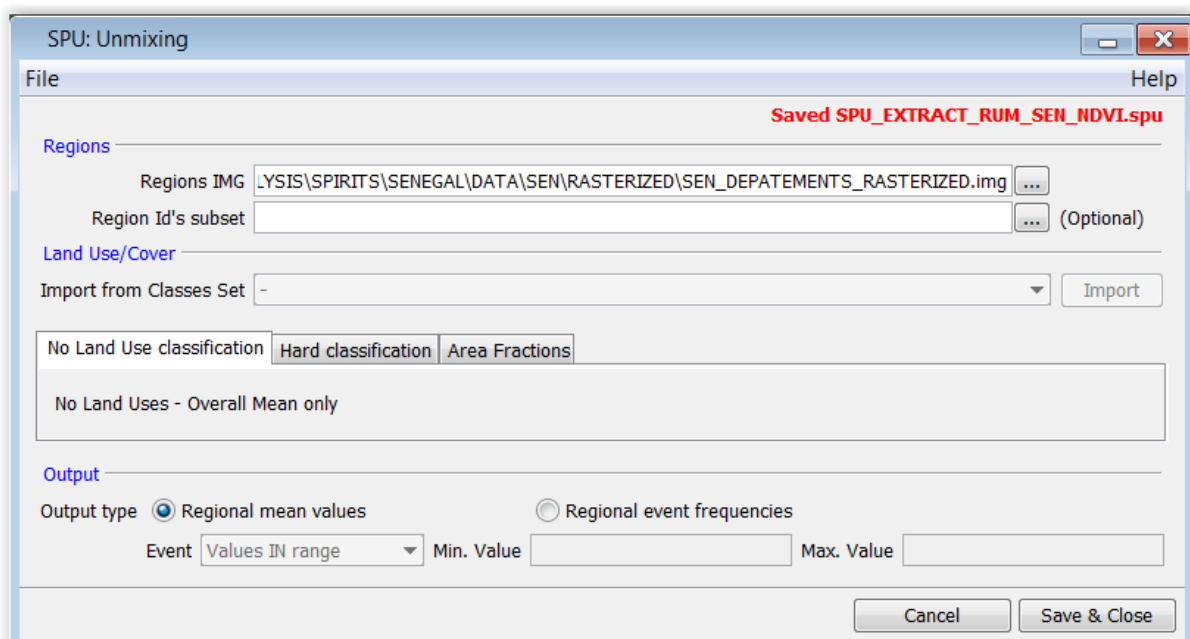 SPU: Unmixing
File Help
Saved SPU_EXTRACT_RUM_SEN_NDVI.spu
Regions
Regions IMG LYSIS\SPIRITS\SENEGAL\DATA\SEN\RASTERIZED\SEN_DEPATEMENTS_RASTERIZED.img ...
Region Id's subset ... (Optional)
Land Use/Cover
Import from Classes Set - Import
No Land Use classification Hard classification Area Fractions
No Land Uses - Overall Mean only
Output
Output type Regional mean values Regional event frequencies
Event Values IN range Min. Value Max. Value
Cancel Save & Close